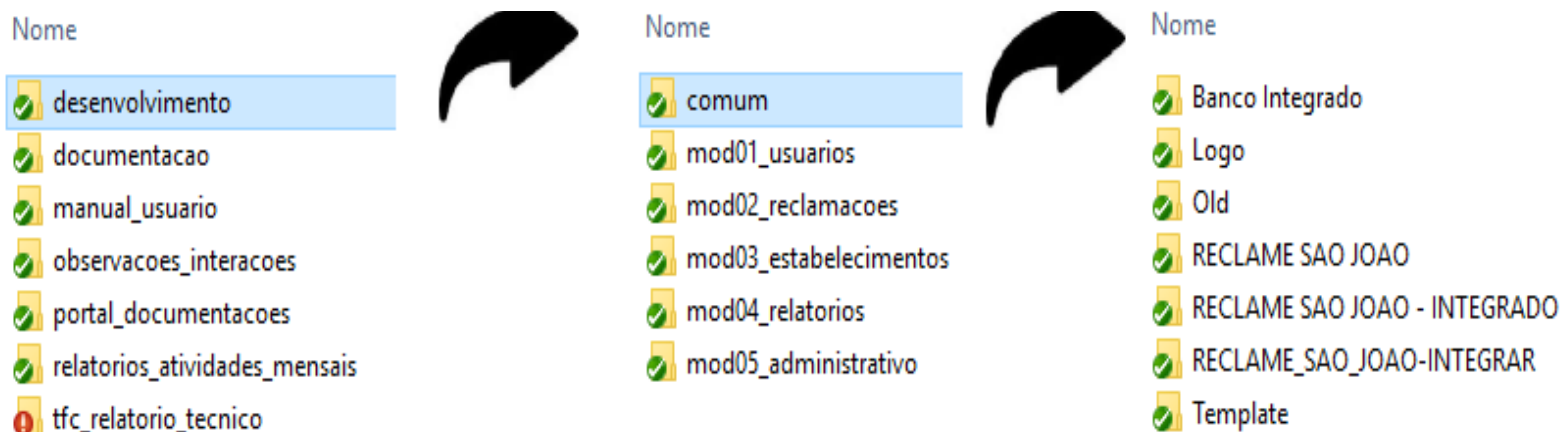 Nome
desenvolvimento
documentacao
manual_usuario
observacoes_interacoes
portal_documentacoes
relatorios_atividades_mensais
tfc_relatorio_tecnico
Nome
comum
mod01_usuarios
mod02_reclamacoes
mod03_estabelecimentos
mod04_relatorios
mod05_administrativo
Nome
Banco Integrado
Logo
Old
RECLAME SAO JOAO
RECLAME SAO JOAO - INTEGRADO
RECLAME_SAO_JOAO-INTEGRAR
Template